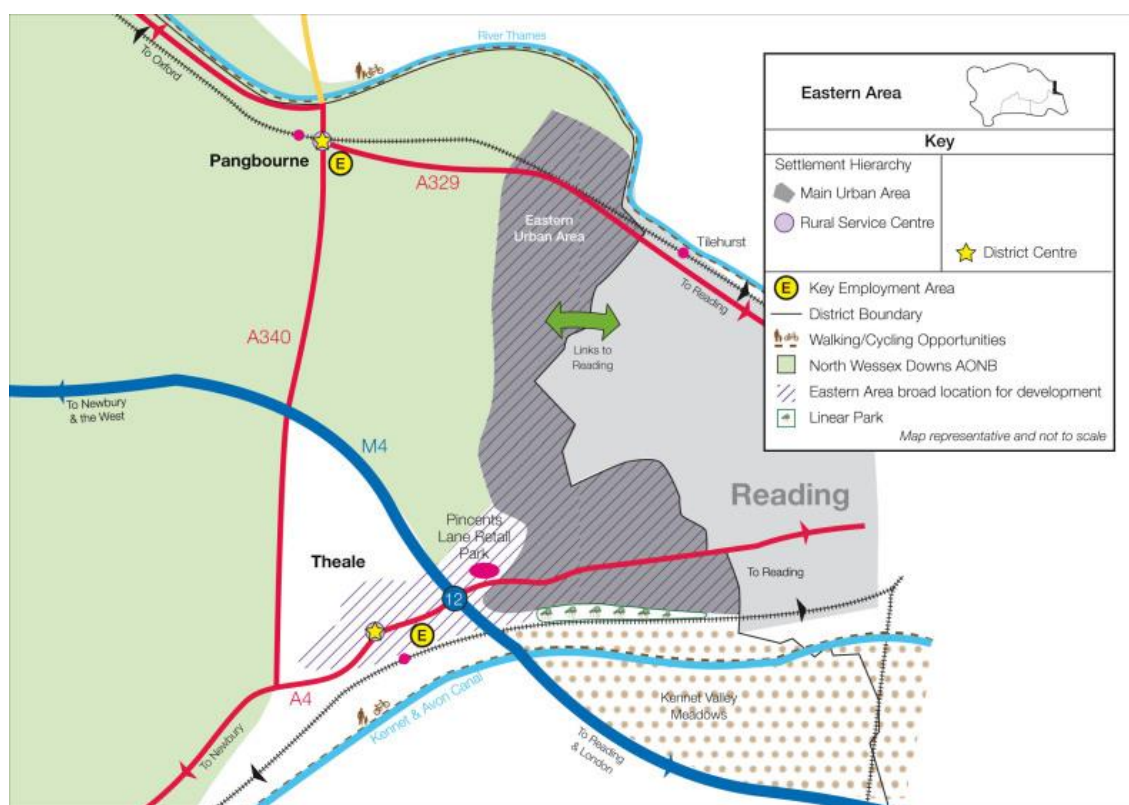 River Thames
To Oxford
Pangbourne
E
A329
Eastern
Urban Area
Tilehurst
To Reading
Links to
Reading
A340
To Newbury
& the West
M4
Reading
Pincents
Lane Retail
Park
Theale
12
E
To Reading
A4
Kennet & Avon Canal
Kennet Valley
Meadows
To Newbury
To Reading
& London
Eastern Area
Key
Settlement Hierarchy
Main Urban Area
Rural Service Centre
District Centre
E Key Employment Area
District Boundary
Walking/Cycling Opportunities
North Wessex Downs AONB
Eastern Area broad location for development
Linear Park
Map representative and not to scale